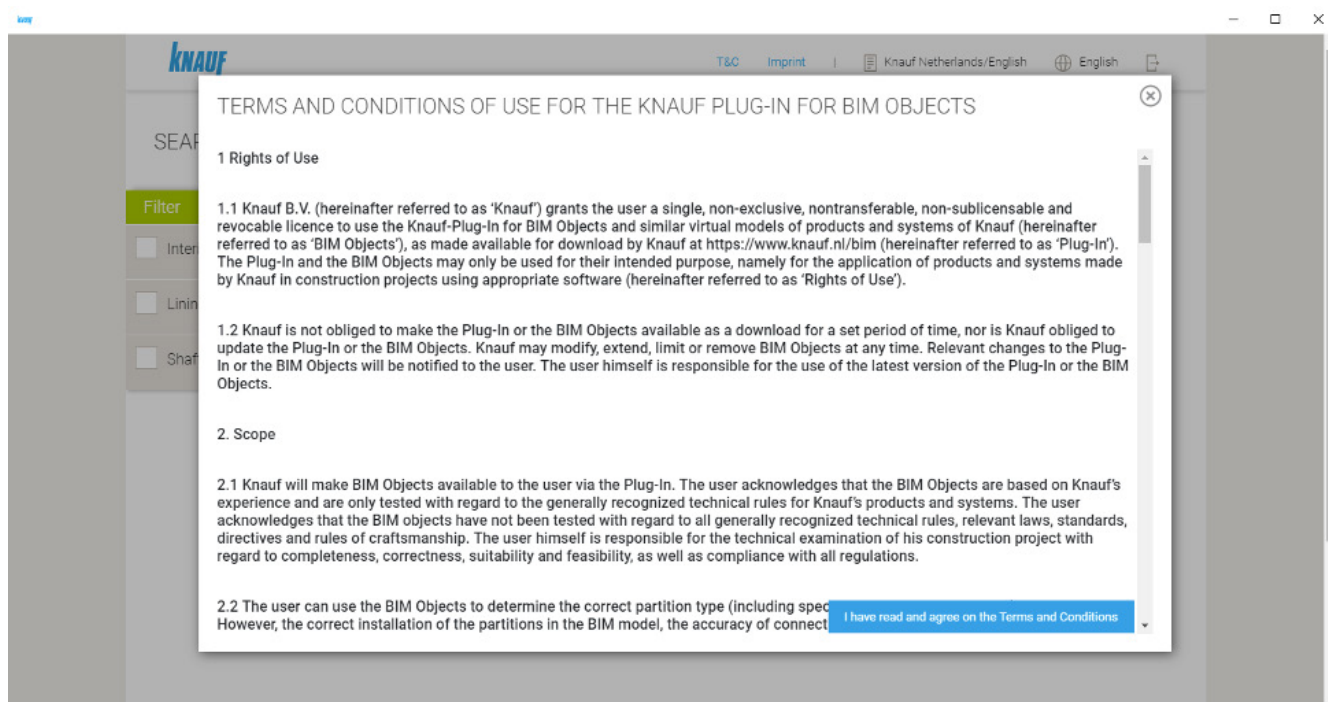 KNAUF
KNAUF
T&C Imprint | Knauf Netherlands/English English
TERMS AND CONDITIONS OF USE FOR THE KNAUF PLUG-IN FOR BIM OBJECTS
SEAR
1 Rights of Use
Filter
1.1 Knauf B.V. (hereinafter referred to as ‘Knauf’) grants the user a single, non-exclusive, nontransferable, non-sublicensable and
revocable licence to use the Knauf-Plug-In for BIM Objects and similar virtual models of products and systems of Knauf (hereinafter
referred to as ‘BIM Objects’), as made available for download by Knauf at https://www.knauf.nl/bim (hereinafter referred to as ‘Plug-In’).
The Plug-In and the BIM Objects may only be used for their intended purpose, namely for the application of products and systems made
by Knauf in construction projects using appropriate software (hereinafter referred to as ‘Rights of Use’).
Inter
Linin
Shaf
1.2 Knauf is not obliged to make the Plug-In or the BIM Objects available as a download for a set period of time, nor is Knauf obliged to
update the Plug-In or the BIM Objects. Knauf may modify, extend, limit or remove BIM Objects at any time. Relevant changes to the Plug-
In or the BIM Objects will be notified to the user. The user himself is responsible for the use of the latest version of the Plug-In or the BIM
Objects.
2. Scope
2.1 Knauf will make BIM Objects available to the user via the Plug-In. The user acknowledges that the BIM Objects are based on Knauf’s
experience and are only tested with regard to the generally recognized technical rules for Knauf’s products and systems. The user
acknowledges that the BIM objects have not been tested with regard to all generally recognized technical rules, relevant laws, standards,
directives and rules of craftsmanship. The user himself is responsible for the technical examination of his construction project with
regard to completeness, correctness, suitability and feasibility, as well as compliance with all regulations.
2.2 The user can use the BIM Objects to determine the correct partition type (including spec
However, the correct installation of the partitions in the BIM model, the accuracy of connect
I have read and agree on the Terms and Conditions